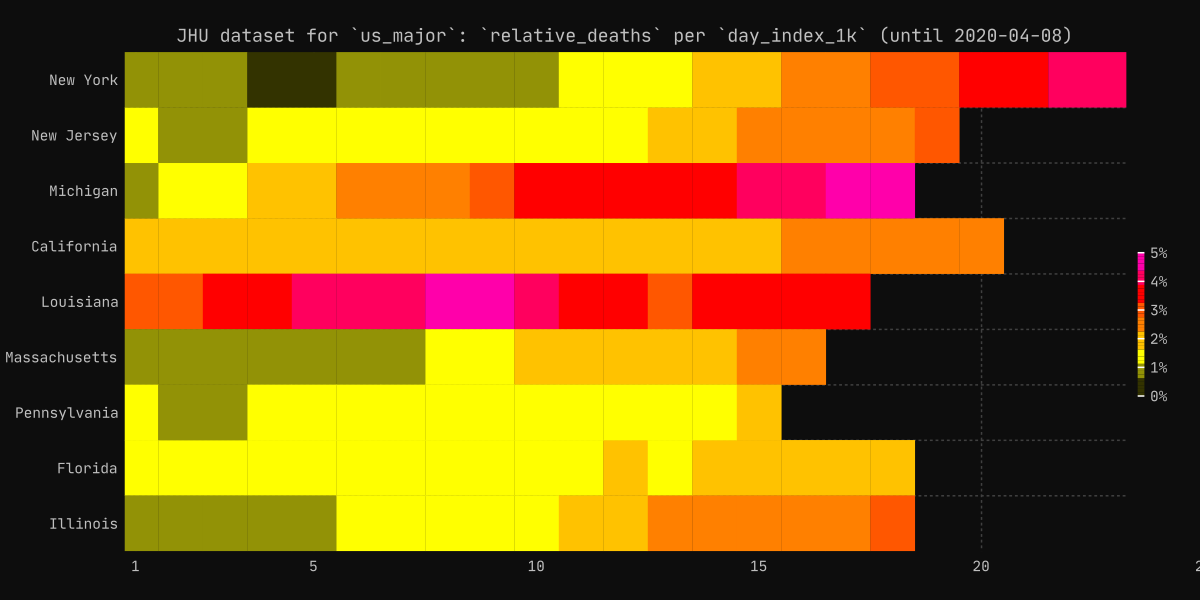 JHU dataset for `us_major`: `relative_deaths` per `day_index_1k` (until 2020-04-08)
New York
New Jersey
Michigan
California
Louisiana
Massachusetts
Pennsylvania
Florida
Illinois
5%
4%
3%
2%
1%
0%
1 5 10 15 20